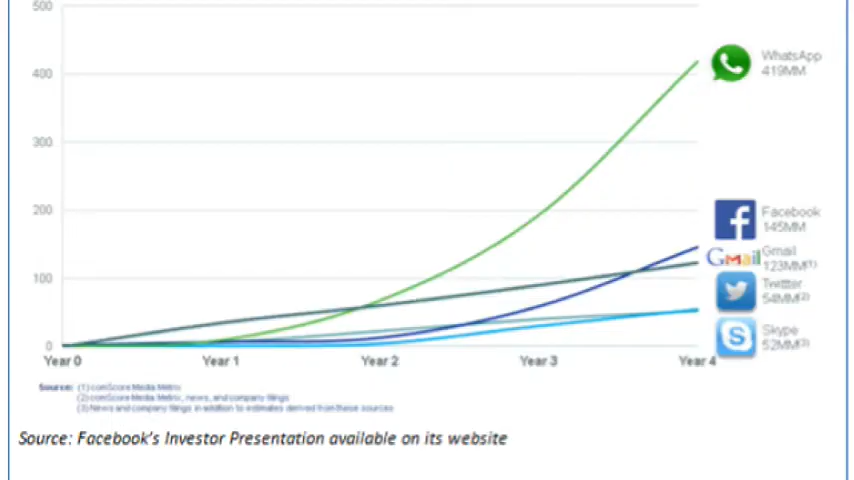 500
400
300
200
100
0
Year 0 Year 1 Year 2 Year 3 Year 4
WhatsApp
419MM
Facebook
145MM
Gmail Gmail
123MM(1)
Twitter
54MM(2)
Skype
52MM(3)
Source: (1) comScore Media Metrix
(2) comScore Media Metrix, news, and company filings
(3) News and company filings in addition to estimates derived from these sources
Source: Facebook's Investor Presentation available on its website